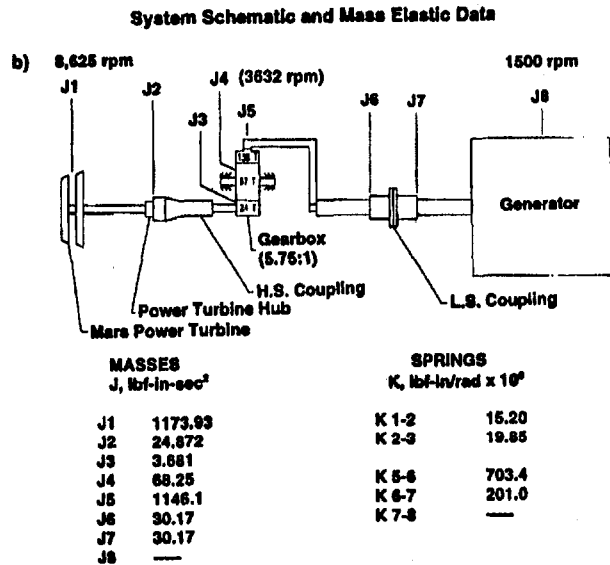 System Schematic and Mass Elastic Data
b) 8,625 rpm
J1
J2
J3
J4 (3632 rpm)
J5
J6
J7
1500 rpm
J8
138 T
57 T
24 T
Generator
Gearbox
(5.75:1)
H.S. Coupling
L.S. Coupling
Power Turbine Hub
Mars Power Turbine
MASSES
J, lbf-in-sec²
J1 1173.93
J2 24.872
J3 3.681
J4 68.25
J5 1146.1
J6 30.17
J7 30.17
J8 —
SPRINGS
K, lbf-in/rad x 10⁶
K 1-2 15.20
K 2-3 19.85
K 5-6 703.4
K 6-7 201.0
K 7-8 —